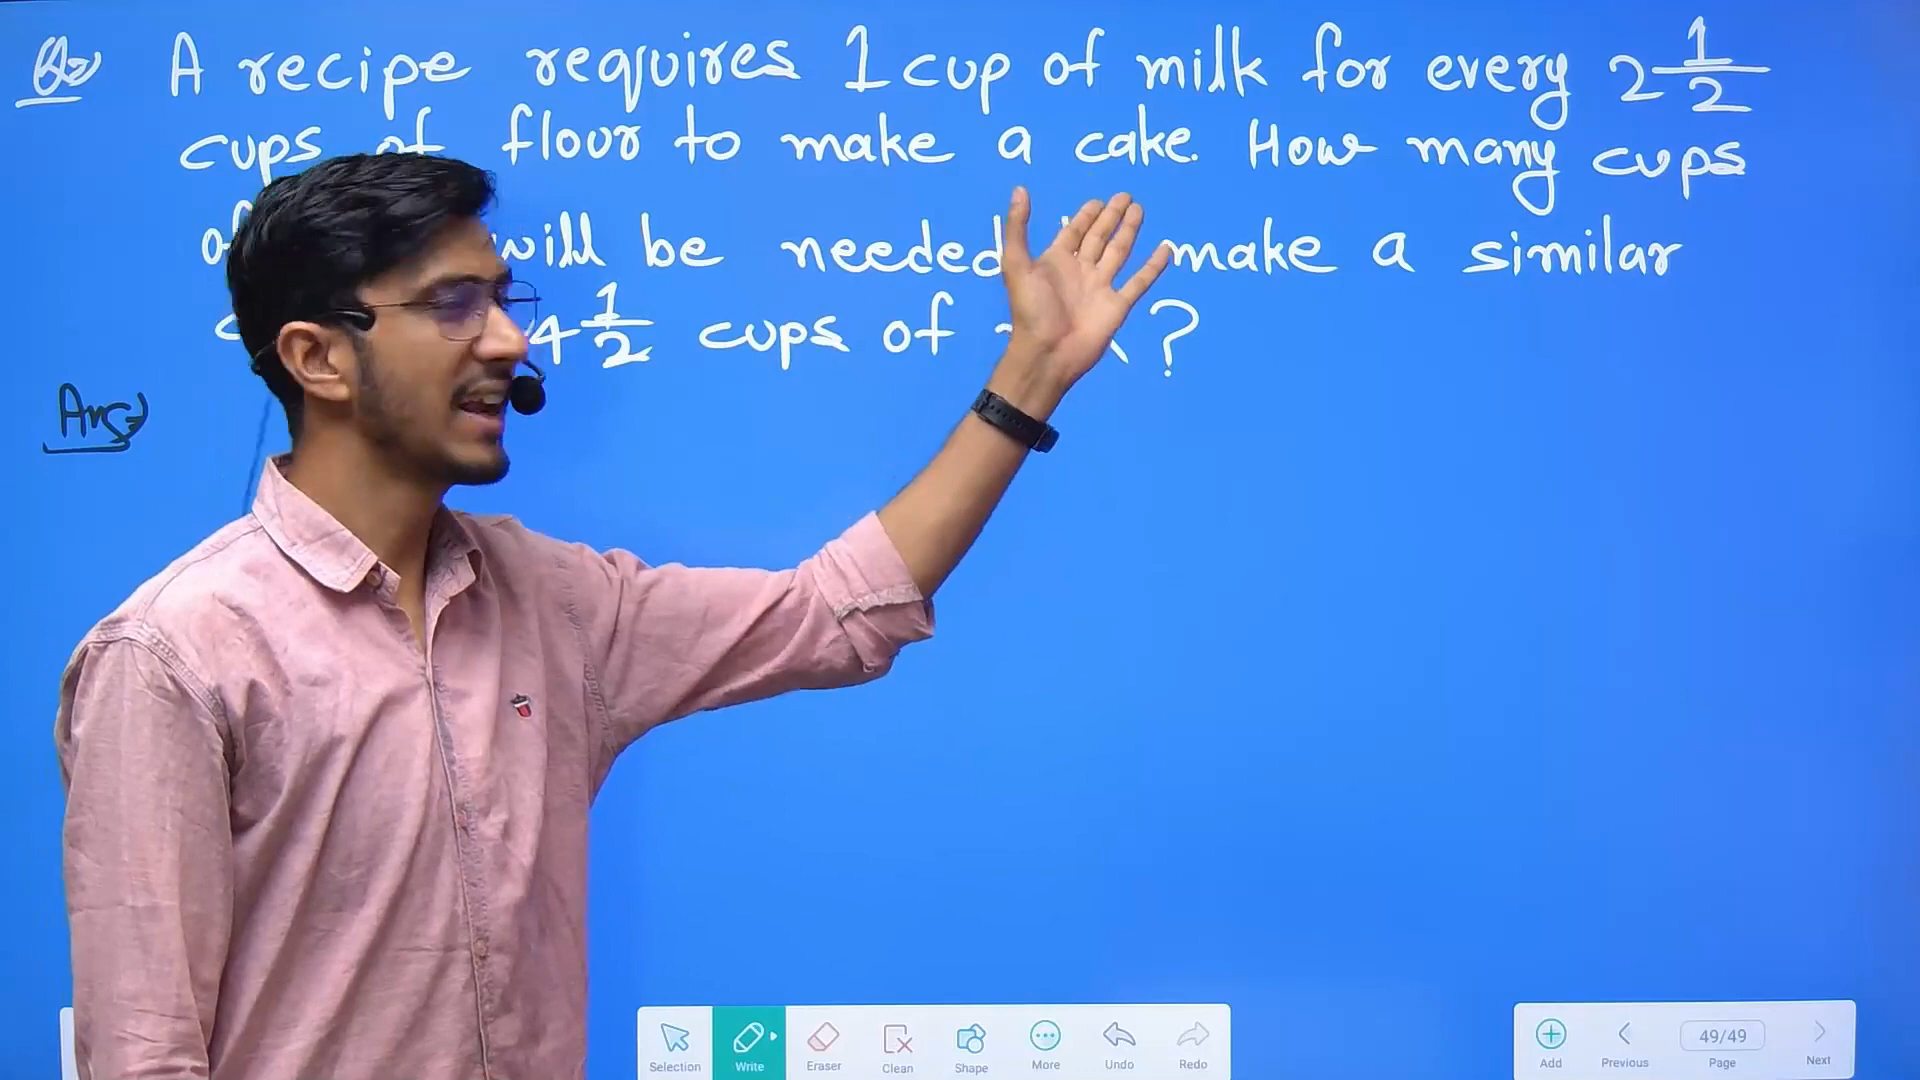 Q→ A recipe requires 1 cup of milk for every 2 1/2
cups of flour to make a cake. How many cups
will be needed make a similar
4 1/2 cups of ?
Ans→
Selection Write Eraser Clean Shape More Undo Redo
Add Previous 49/49 Page Next